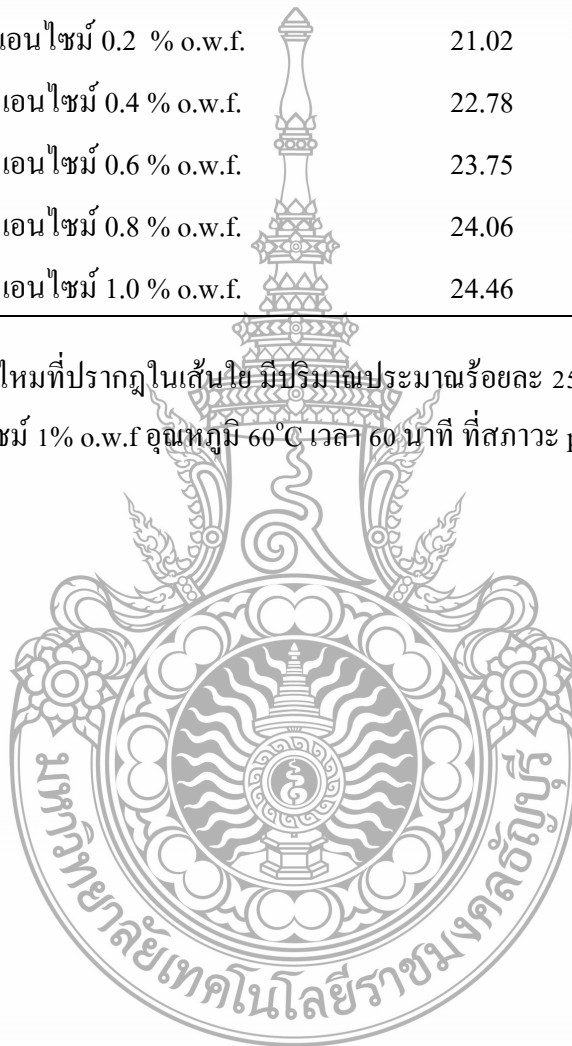 เอนไซม์ 0.2 % o.w.f. 21.02
เอนไซม์ 0.4 % o.w.f. 22.78
เอนไซม์ 0.6 % o.w.f. 23.75
เอนไซม์ 0.8 % o.w.f. 24.06
เอนไซม์ 1.0 % o.w.f. 24.46
ไหมที่ปรากฎในเส้นใย มีปริมาณประมาณร้อยละ 25
ซม์ 1% o.w.f อุณหภูมิ 60°C เวลา 60 นาที ที่สภาวะ p
มหาวิทยาลัยเทคโนโลยีราชมงคลธัญบุรี